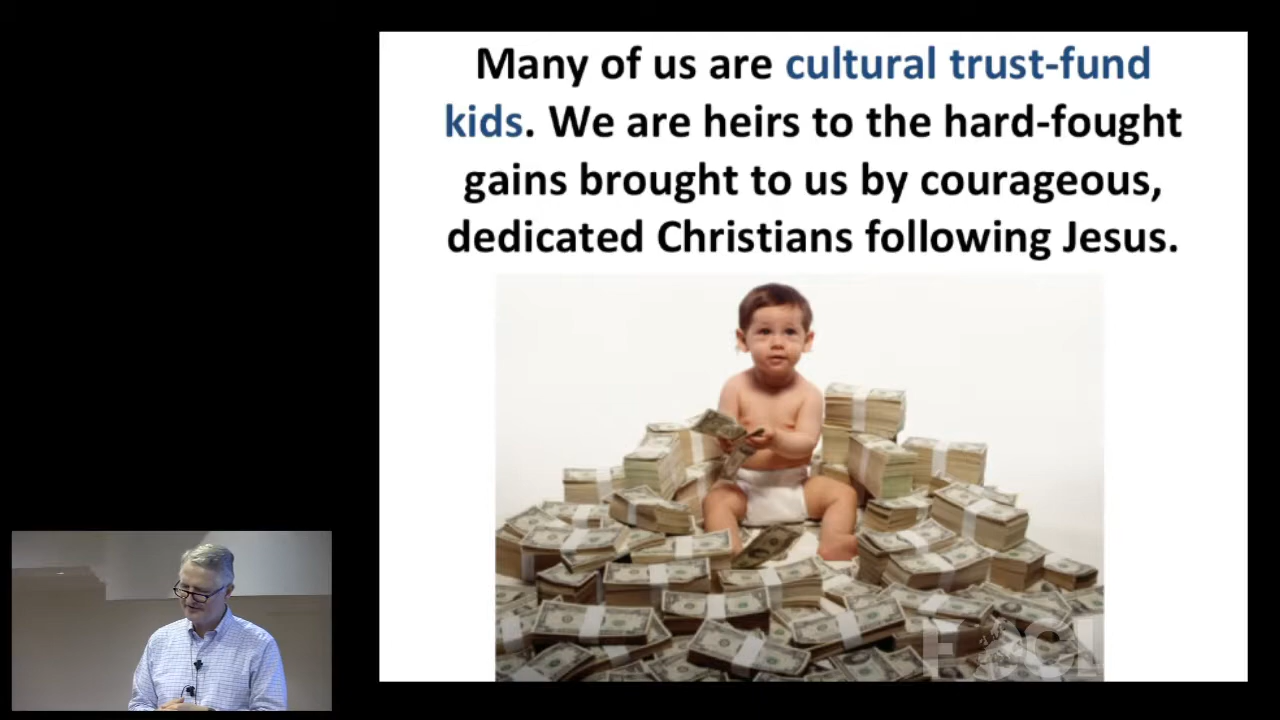 Many of us are cultural trust-fund
kids. We are heirs to the hard-fought
gains brought to us by courageous,
dedicated Christians following Jesus.
FOCL